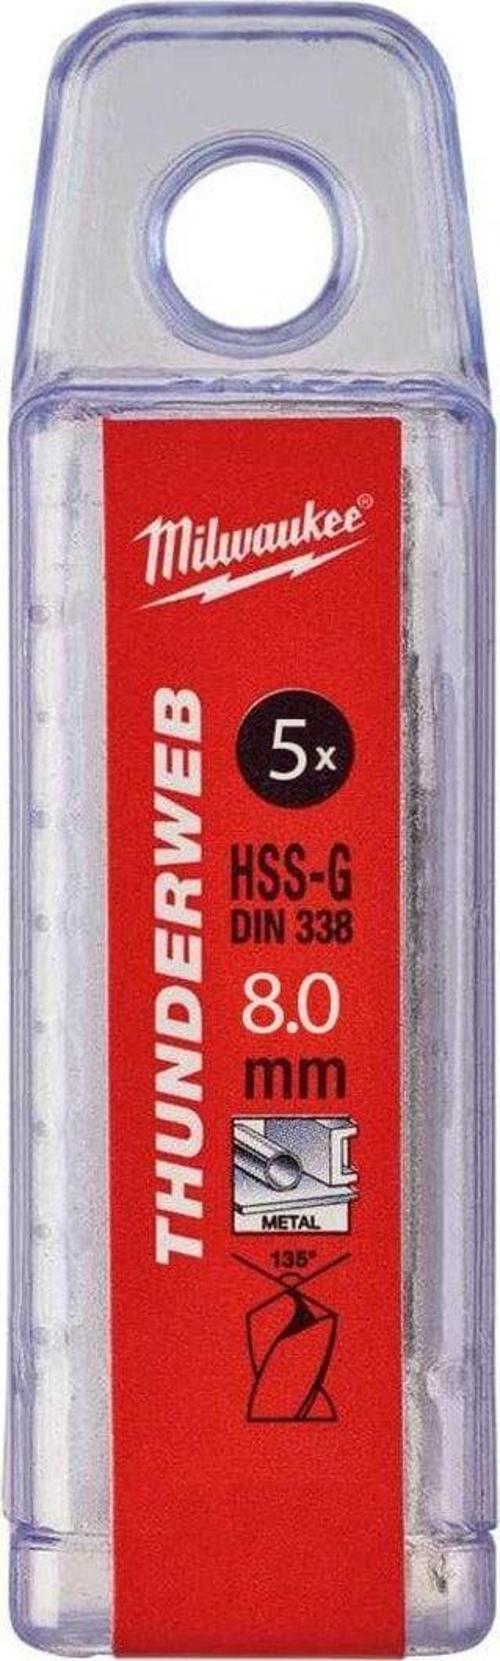 Milwaukee®
THUNDERWEB
5x
HSS-G
DIN 338
8.0
mm
METAL
135°